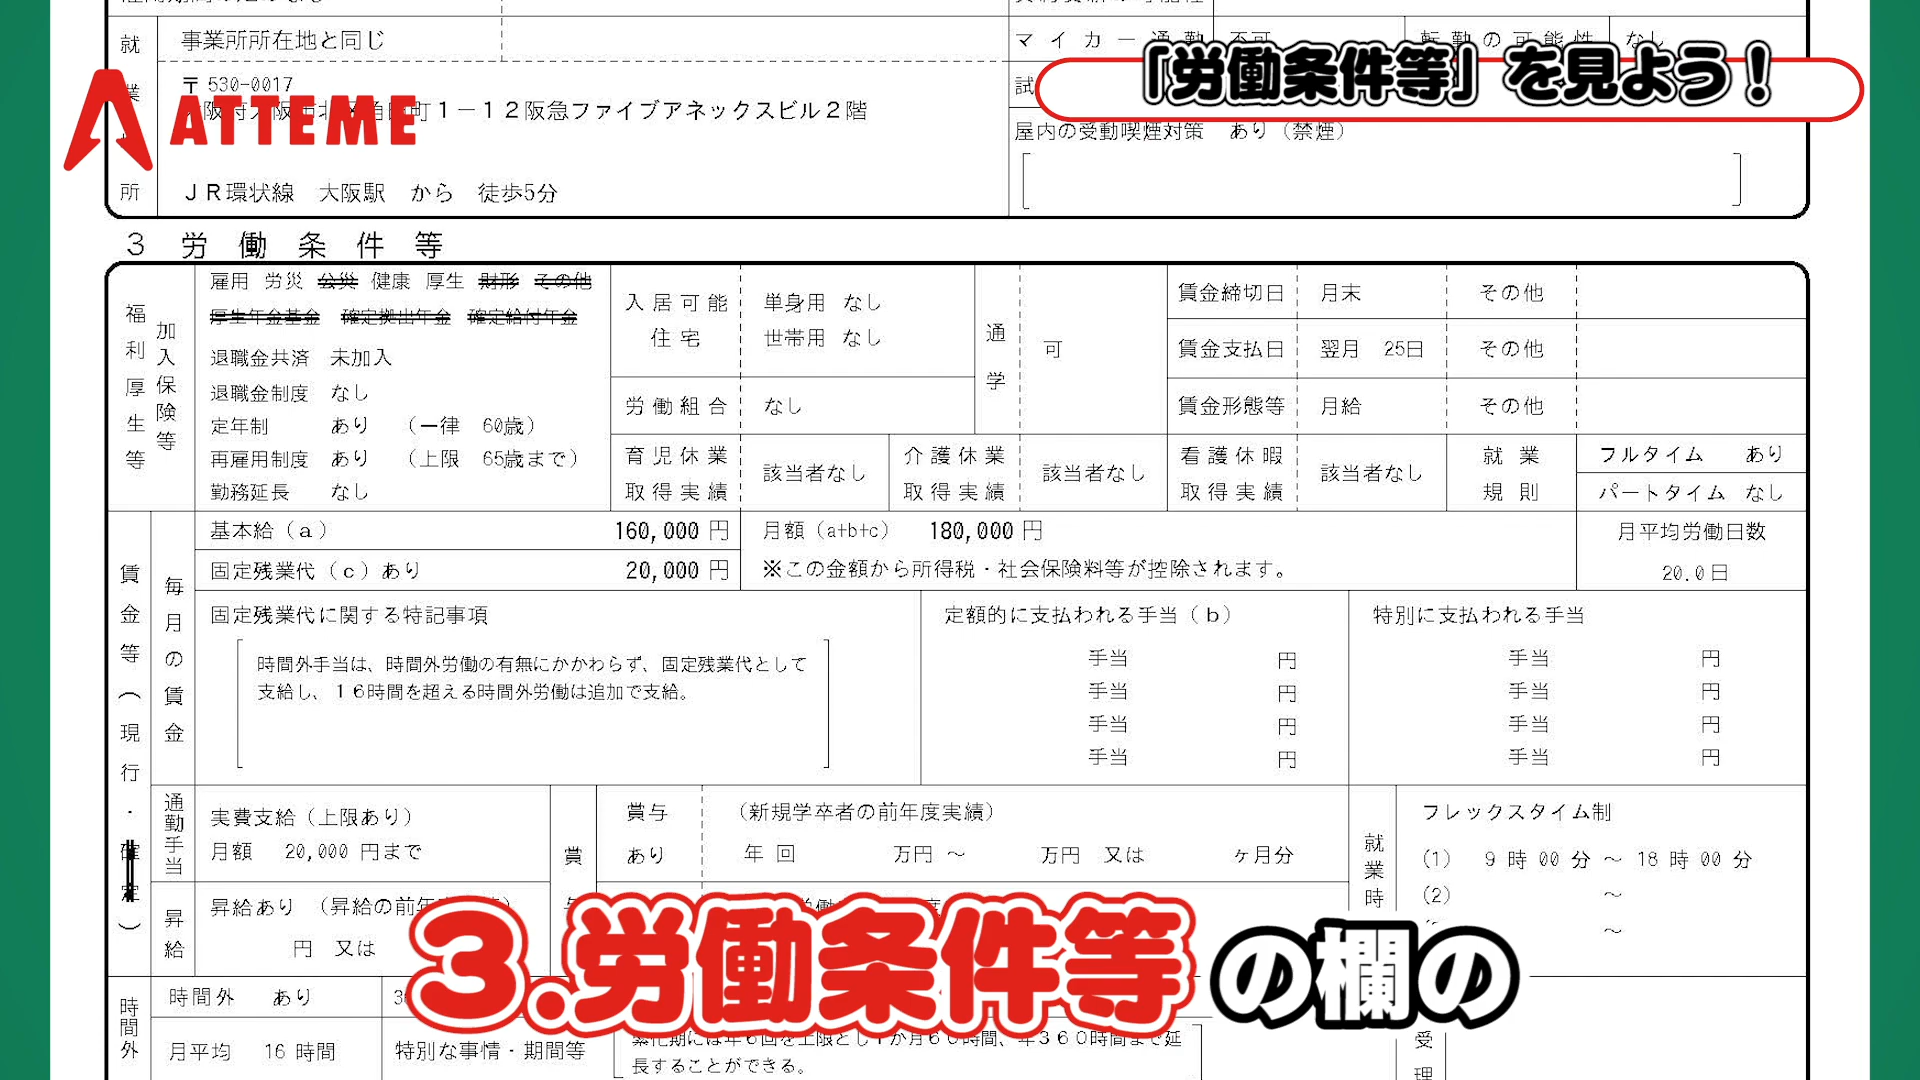 就業 所
事業所所在地と同じ
マイカー通勤 不可
転勤の可能性 なし
「労働条件等」を見よう！
〒530-0017
１－１２阪急ファイブアネックスビル２階
ATTEME
試
屋内の受動喫煙対策 あり（禁煙）
ＪＲ環状線 大阪駅 から 徒歩5分
３ 労働条件等
福利厚生等
加入保険等
雇用 労災 公災 健康 厚生 財形 その他
厚生年金基金 確定拠出年金 確定給付年金
退職金共済 未加入
退職金制度 なし
定年制 あり （一律 60歳）
再雇用制度 あり （上限 65歳まで）
勤務延長 なし
入居可能住宅
単身用 なし
世帯用 なし
労働組合 なし
通学 可
賃金締切日 月末 その他
賃金支払日 翌月 25日 その他
賃金形態等 月給 その他
育児休業取得実績 該当者なし
介護休業取得実績 該当者なし
看護休暇取得実績 該当者なし
就業規則
フルタイム あり
パートタイム なし
賃金等（現行・確定）
毎月の賃金
基本給（ａ） 160,000 円
固定残業代（ｃ）あり 20,000 円
月額（a+b+c） 180,000 円
※この金額から所得税・社会保険料等が控除されます。
月平均労働日数
20.0日
固定残業代に関する特記事項
時間外手当は、時間外労働の有無にかかわらず、固定残業代として
支給し、１６時間を超える時間外労働は追加で支給。
定額的に支払われる手当（ｂ）
手当 円
手当 円
手当 円
手当 円
特別に支払われる手当
手当 円
手当 円
手当 円
手当 円
通勤手当
実費支給（上限あり）
月額 20,000 円まで
賞
賞与 （新規学卒者の前年度実績）
あり 年 回 万円 ～ 万円 又は ヶ月分
就業時
フレックスタイム制
(1) 9 時 00 分 ～ 18 時 00 分
(2) ～
～
昇給
昇給あり （昇給の前年
円 又は
３.労働条件等の欄の
時間外
時間外 あり
月平均 16 時間
特別な事情・期間等
繁忙期には年６回を上限とし１か月６０時間、年３６０時間まで延
長することができる。
受理